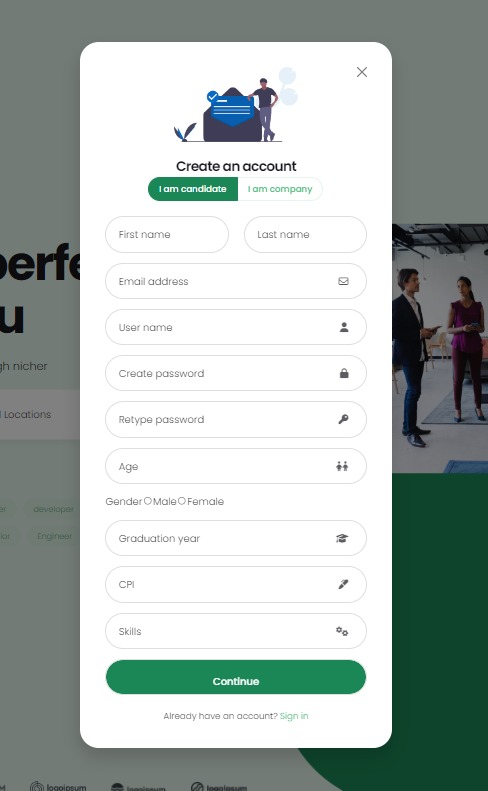 Create an account
I am candidate I am company
First name Last name
Email address
User name
perfe
u
gh nicher
Create password
Locations
Retype password
Age
Gender Male Female
developer
Graduation year
Engineer
CPI
Skills
Continue
Already have an account? Sign in
logoipsum logoipsum logoipsum